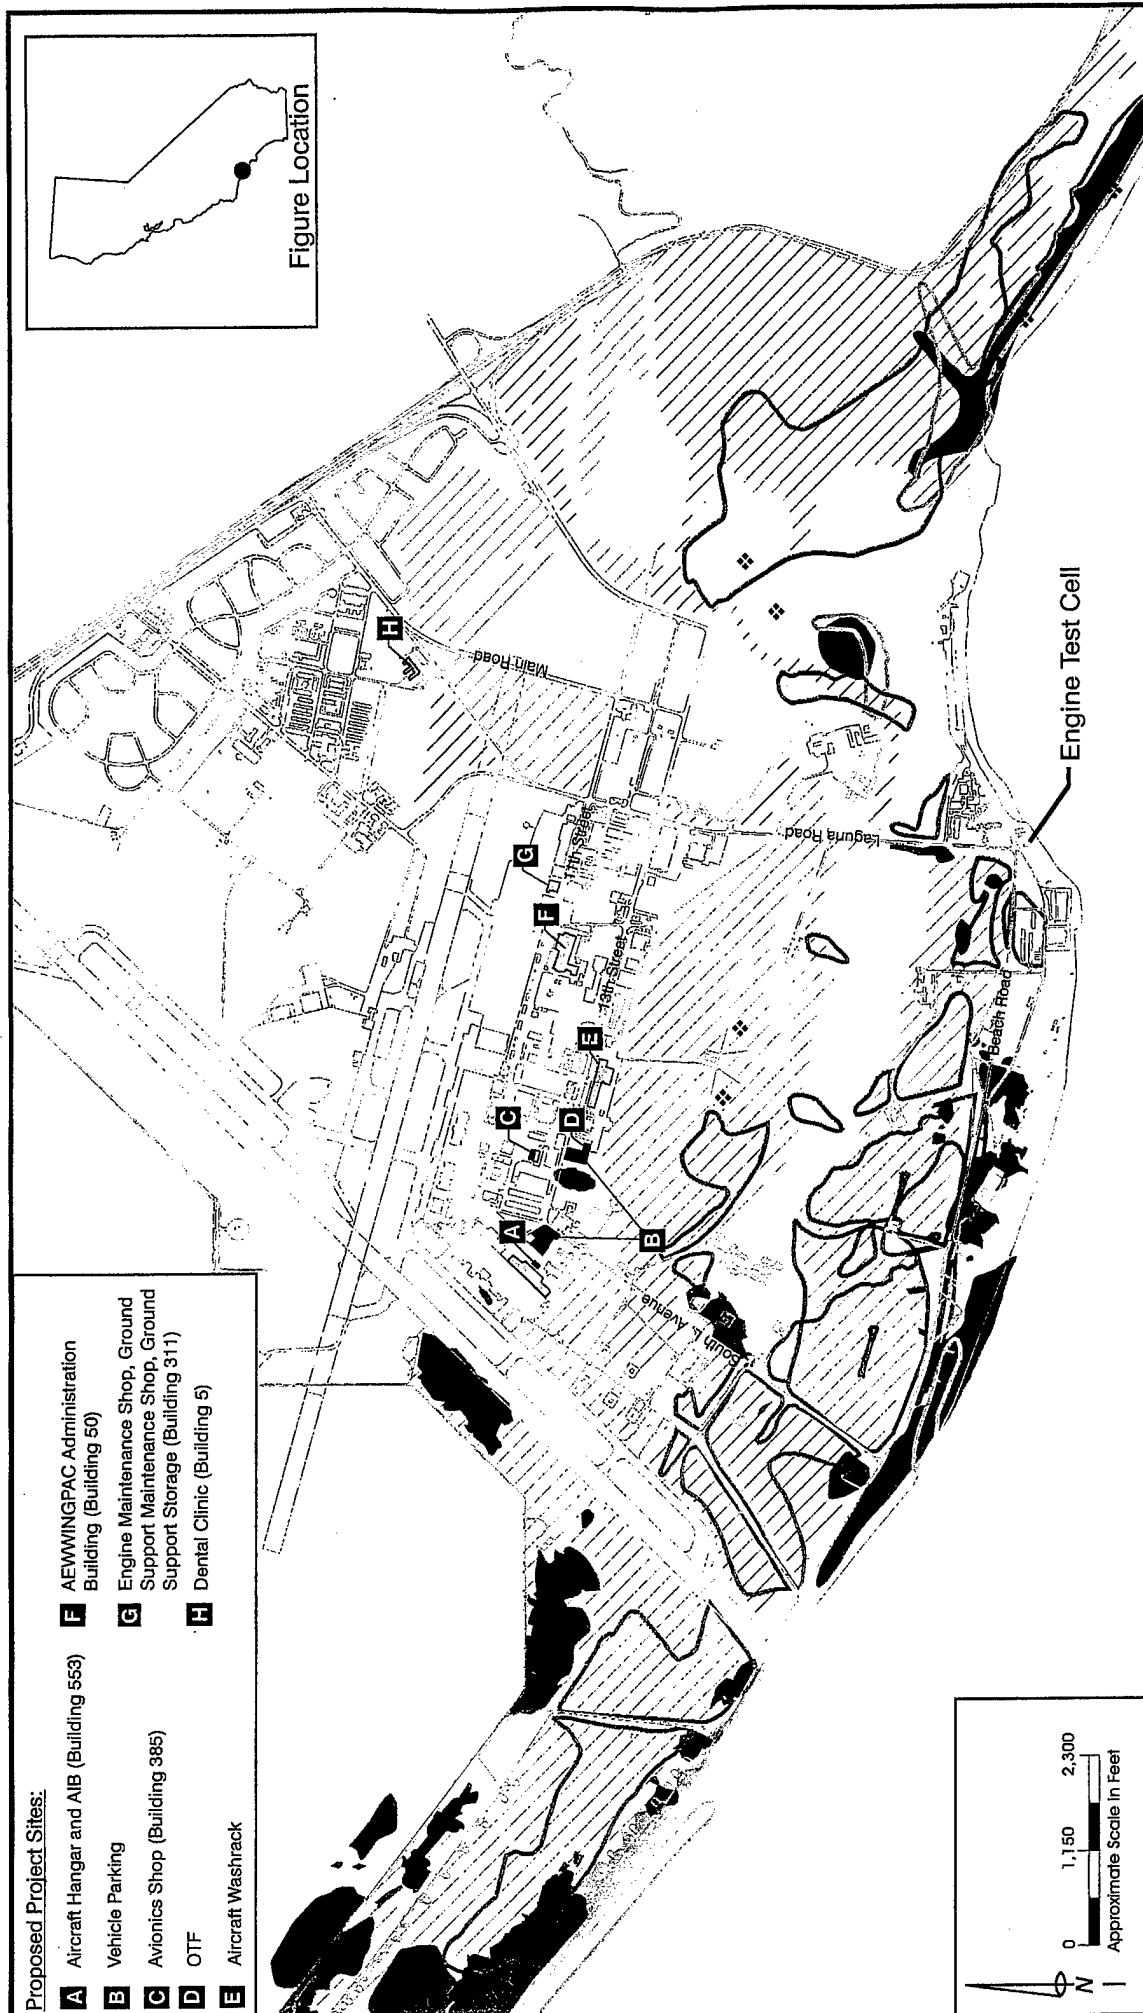 Proposed Project Sites:
A Aircraft Hangar and AIB (Building 553)
B Vehicle Parking
C Avionics Shop (Building 385)
D OTF
E Aircraft Washrack
F AEWWINGPAC Administration
Building (Building 50)
G Engine Maintenance Shop, Ground
Support Maintenance Shop, Ground
Support Storage (Building 311)
H Dental Clinic (Building 5)
Figure Location
H
Main Road
G
11th Street
F
13th Street
E
C
D
A
B
South L Avenue
Laguna Road
Beach Road
Engine Test Cell
0 1,150 2,300
Approximate Scale in Feet
N